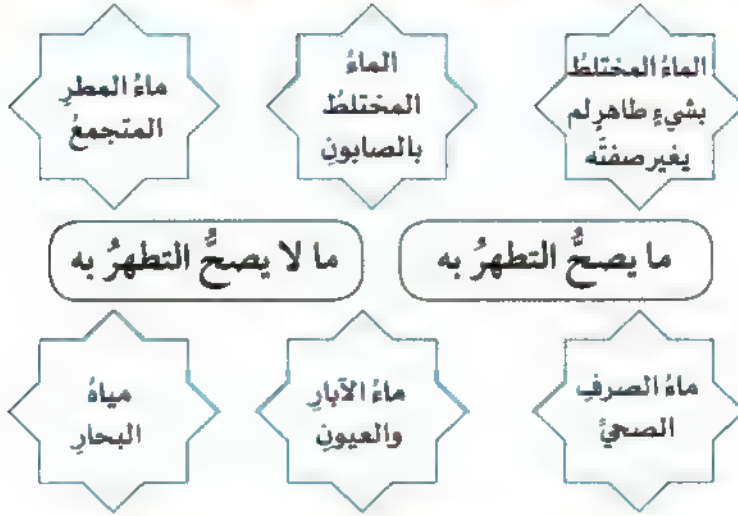 الماءُ المختلطُ
بشيءٍ طاهرٍ لم
يغير صفتَه
الماءُ
المختلطُ
بالصابونِ
ماءُ المطرِ
المتجمعُ
ما يصحُّ التطهرُ به
ما لا يصحُّ التطهرُ به
ماءُ الصرفِ
الصحيِّ
ماءُ الآبارِ
والعيونِ
مياهُ
البحارِ